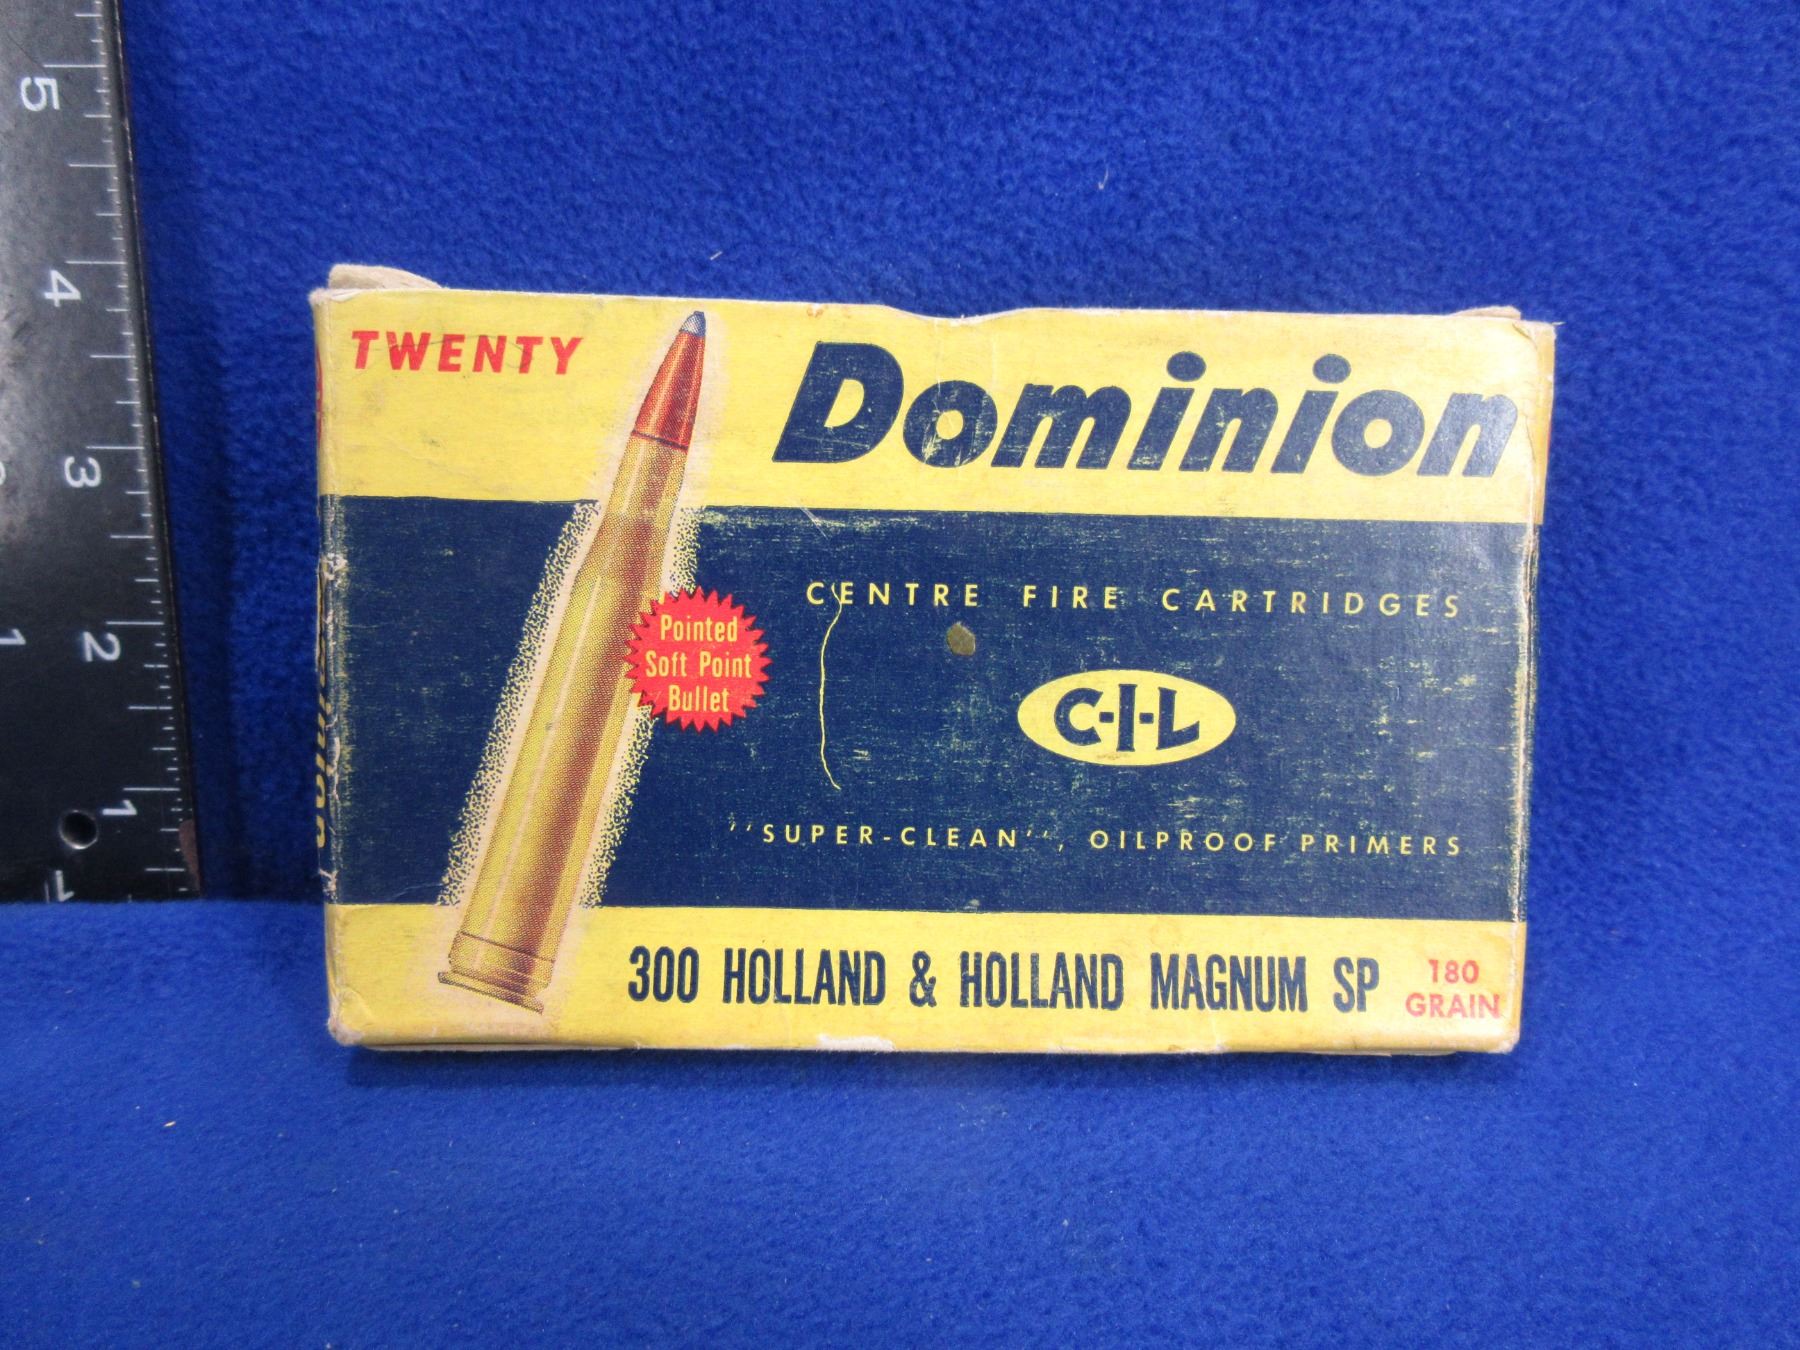 TWENTY
Dominion
Pointed
Soft Point
Bullet
CENTRE FIRE CARTRIDGES
C-I-L
"SUPER-CLEAN", OILPROOF PRIMERS
300 HOLLAND & HOLLAND MAGNUM SP
180
GRAIN
5
4
3
2
1
1